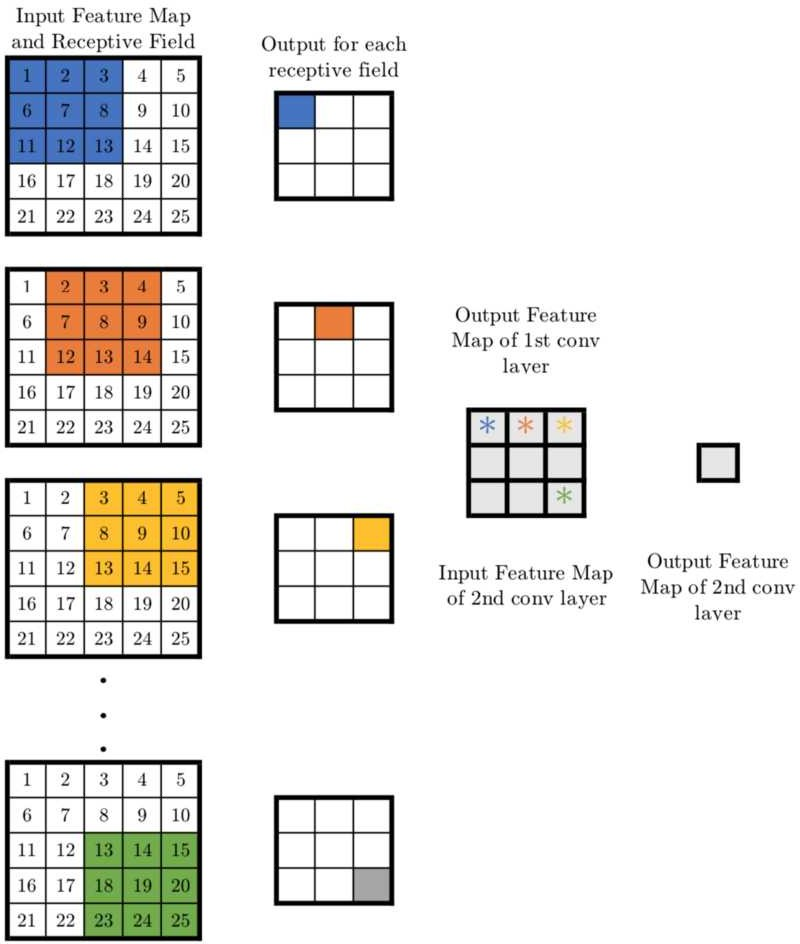 Input Feature Map
and Receptive Field
1 2 3 4 5
6 7 8 9 10
11 12 13 14 15
16 17 18 19 20
21 22 23 24 25
Output for each
receptive field
1 2 3 4 5
6 7 8 9 10
11 12 13 14 15
16 17 18 19 20
21 22 23 24 25
1 2 3 4 5
6 7 8 9 10
11 12 13 14 15
16 17 18 19 20
21 22 23 24 25
1 2 3 4 5
6 7 8 9 10
11 12 13 14 15
16 17 18 19 20
21 22 23 24 25
Output Feature
Map of 1st conv
layer
* * *
*
Input Feature Map
of 2nd conv layer
Output Feature
Map of 2nd conv
layer